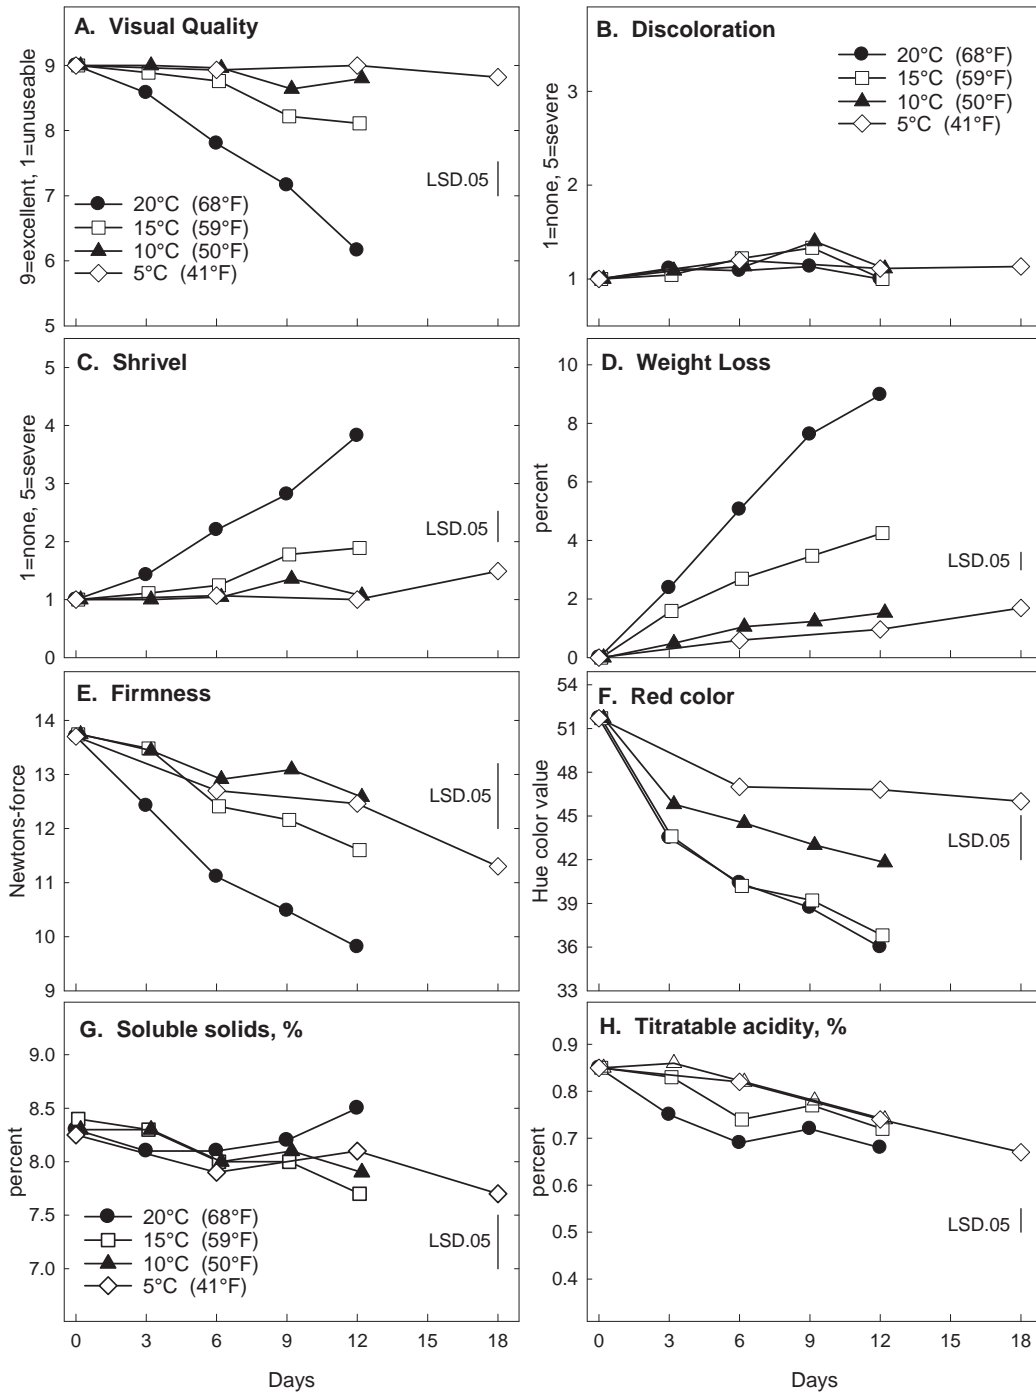 A. Visual Quality
9=excellent, 1=unuseable
9
8
7
6
5
20°C (68°F)
15°C (59°F)
10°C (50°F)
5°C (41°F)
LSD.05
B. Discoloration
1=none, 5=severe
3
2
1
20°C (68°F)
15°C (59°F)
10°C (50°F)
5°C (41°F)
C. Shrivel
1=none, 5=severe
5
4
3
2
1
0
LSD.05
D. Weight Loss
percent
10
8
6
4
2
0
LSD.05
E. Firmness
Newtons-force
14
13
12
11
10
9
LSD.05
F. Red color
Hue color value
54
51
48
45
42
39
36
33
LSD.05
G. Soluble solids, %
percent
9.0
8.5
8.0
7.5
7.0
20°C (68°F)
15°C (59°F)
10°C (50°F)
5°C (41°F)
LSD.05
0 3 6 9 12 15 18
Days
H. Titratable acidity, %
percent
0.9
0.8
0.7
0.6
0.5
0.4
LSD.05
0 3 6 9 12 15 18
Days